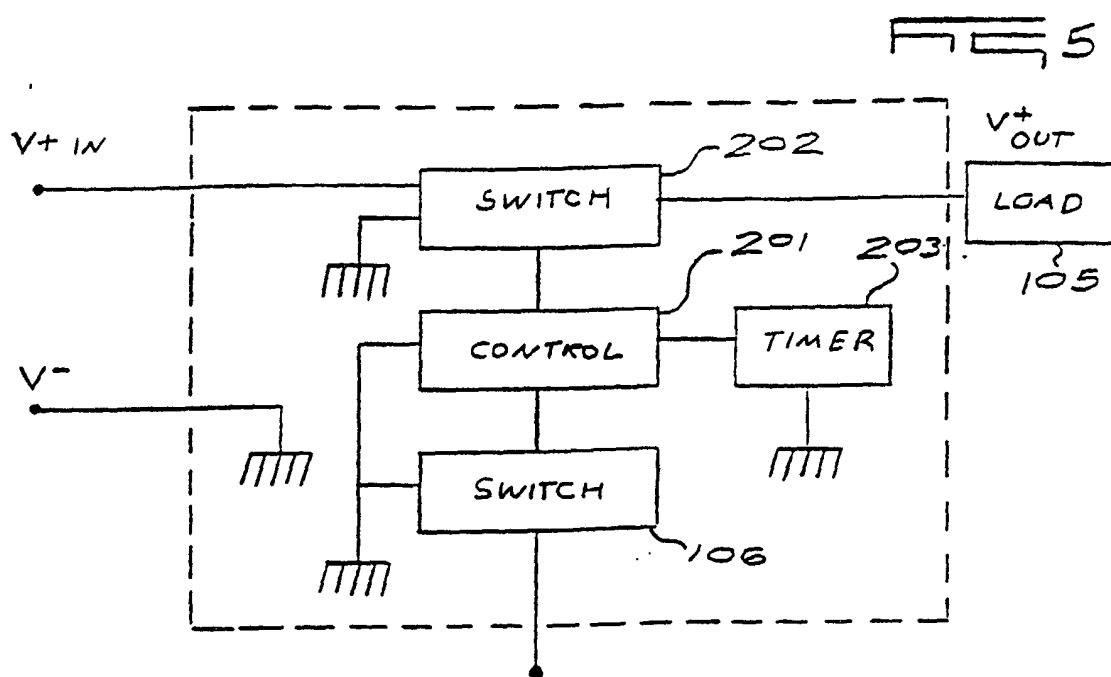 FIG 5
V+ IN
202
V+ OUT
SWITCH
LOAD
105
201
203
CONTROL
TIMER
V-
SWITCH
106